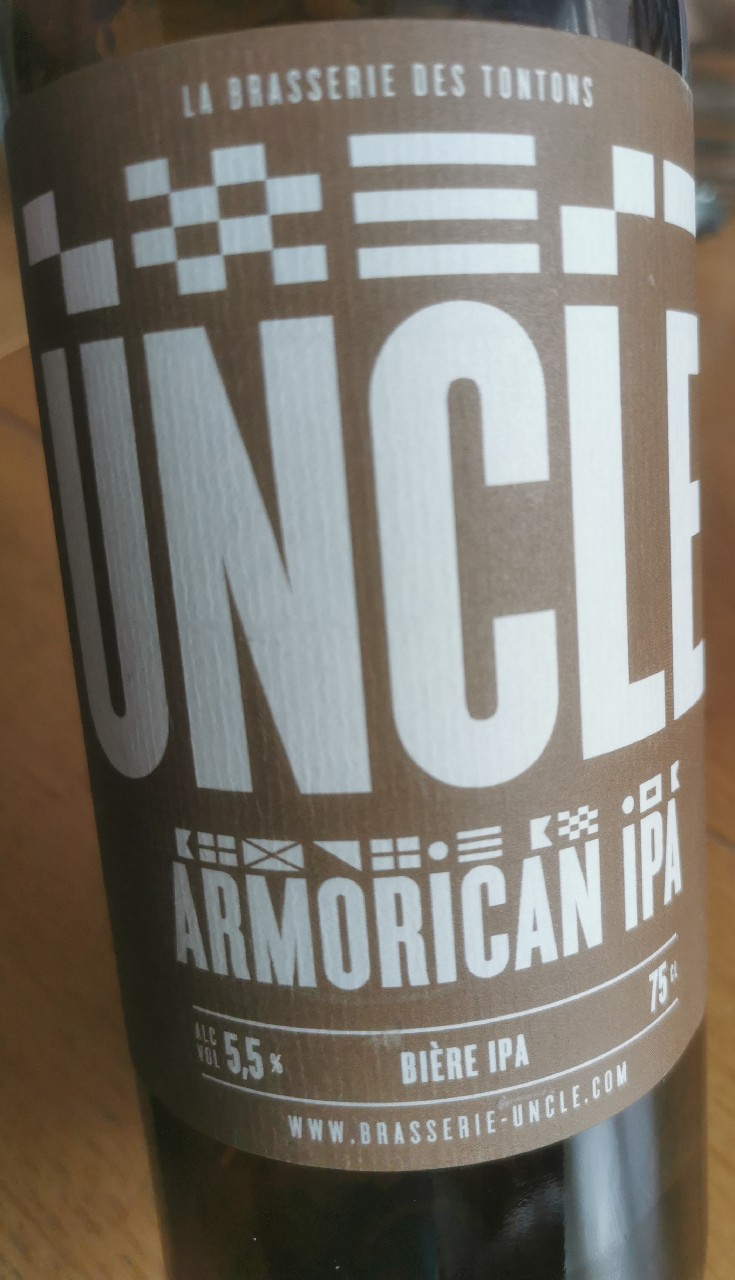 LA BRASSERIE DES TONTONS
UNCLE
ARMORICAN IPA
75 CL
ALC VOL 5,5 % BIÈRE IPA
WWW.BRASSERIE-UNCLE.COM